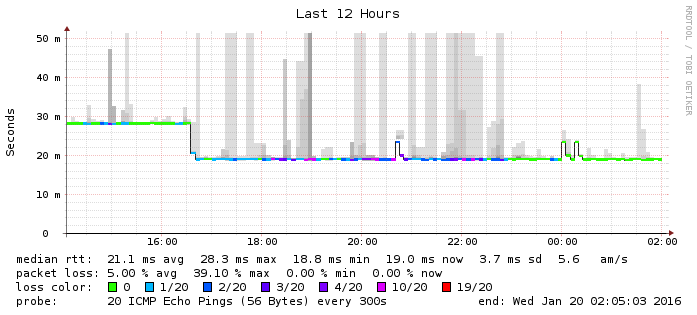 Last 12 Hours
RRDTOOL / TOBI OETIKER
Seconds
50 m
40 m
30 m
20 m
10 m
0
16:00 18:00 20:00 22:00 00:00 02:00
median rtt: 21.1 ms avg 28.3 ms max 18.8 ms min 19.0 ms now 3.7 ms sd 5.6 am/s
packet loss: 5.00 % avg 39.10 % max 0.00 % min 0.00 % now
loss color: 0 1/20 2/20 3/20 4/20 10/20 19/20
probe: 20 ICMP Echo Pings (56 Bytes) every 300s end: Wed Jan 20 02:05:03 2016